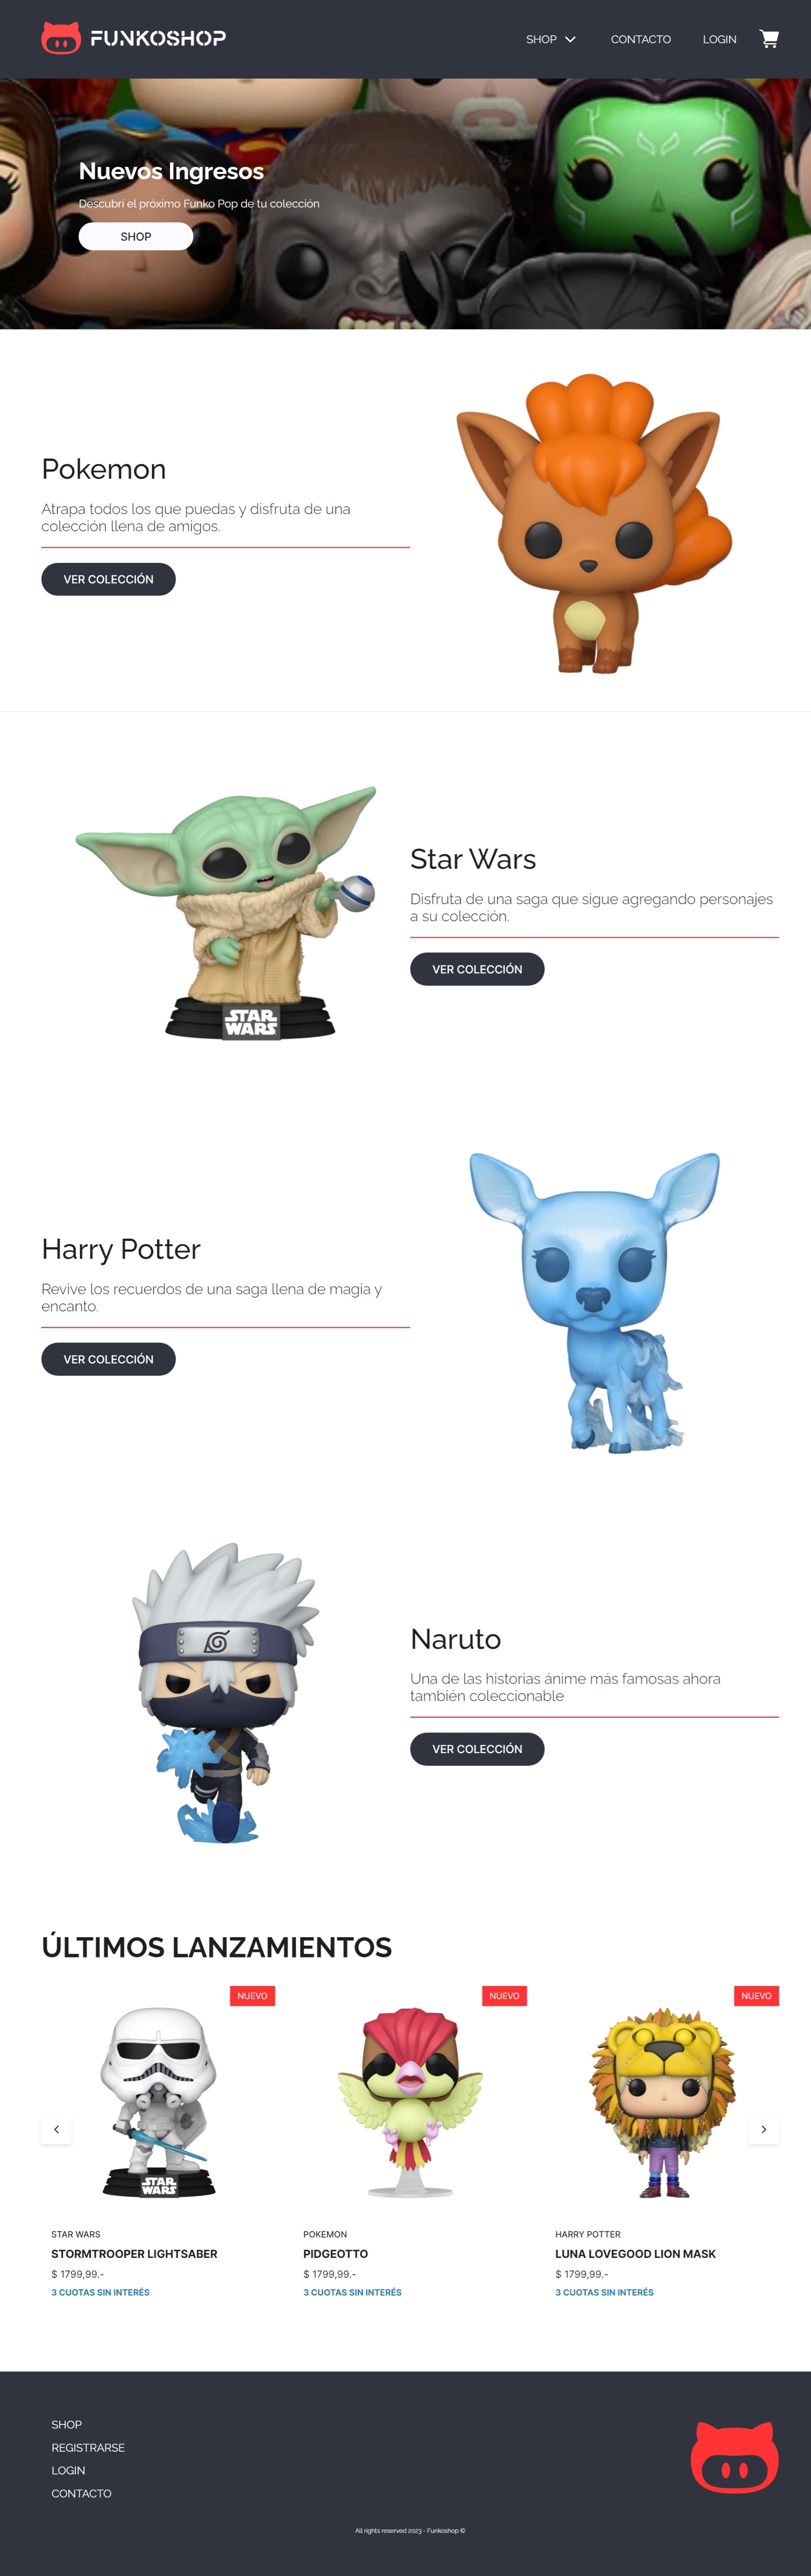 FUNKOSHOP
SHOP
CONTACTO
LOGIN
Nuevos Ingresos
Descubrí el próximo Funko Pop de tu colección
SHOP
Pokemon
Atrapa todos los que puedas y disfruta de una
colección llena de amigos.
VER COLECCIÓN
STAR
WARS
Star Wars
Disfruta de una saga que sigue agregando personajes
a su colección.
VER COLECCIÓN
Harry Potter
Revive los recuerdos de una saga llena de magia y
encanto.
VER COLECCIÓN
Naruto
Una de las historias ánime más famosas ahora
también coleccionable
VER COLECCIÓN
ÚLTIMOS LANZAMIENTOS
NUEVO
STAR
WARS
STAR WARS
STORMTROOPER LIGHTSABER
$ 1799,99.-
3 CUOTAS SIN INTERÉS
NUEVO
POKEMON
PIDGEOTTO
$ 1799,99.-
3 CUOTAS SIN INTERÉS
NUEVO
HARRY POTTER
LUNA LOVEGOOD LION MASK
$ 1799,99.-
3 CUOTAS SIN INTERÉS
SHOP
REGISTRARSE
LOGIN
CONTACTO
All rights reserved 2023 - Funkoshop ©